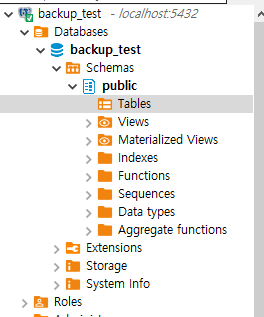 backup_test - localhost:5432
Databases
backup_test
Schemas
public
Tables
Views
Materialized Views
Indexes
Functions
Sequences
Data types
Aggregate functions
Extensions
Storage
System Info
Roles